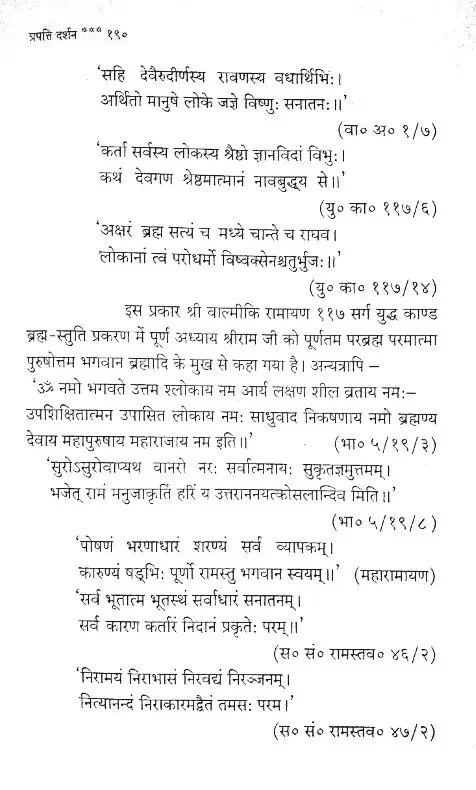 प्रपत्ति दर्शन *** १९०
‘सहि देवैरुदीर्णस्य रावणस्य वधार्थिभिः।
अर्थितो मानुषे लोके जज्ञे विष्णुः सनातनः॥’
(वा० अ० १/७)
‘कर्ता सर्वस्य लोकस्य श्रैष्ठो ज्ञानविदां विभुः।
कथं देवगण श्रेष्ठमात्मानं नावबुद्धय से॥’
(यु० का० ११७/६)
‘अक्षरं ब्रह्म सत्यं च मध्ये चान्ते च राघव।
लोकानां त्वं परोधर्मो विष्वक्सेनश्चतुर्भुजः॥’
(यु० का० ११७/१४)
इस प्रकार श्री वाल्मीकि रामायण ११७ सर्ग युद्ध काण्ड
ब्रह्म-स्तुति प्रकरण में पूर्ण अध्याय श्रीराम जी को पूर्णतम परब्रह्म परमात्मा
पुरुषोत्तम भगवान ब्रह्मादि के मुख से कहा गया है। अन्यत्रापि –
‘ॐ नमो भगवते उत्तम श्लोकाय नम आर्य लक्षण शील व्रताय नमः–
उपशिक्षितात्मन उपासित लोकाय नमः साधुवाद निकषणाय नमो ब्रह्मण्य
देवाय महापुरुषाय महाराजाय नम इति॥’ (भा० ५/१९/३)
‘सुरोऽसुरोवाप्यथ वानरो नरः सर्वात्मनायः सुकृतज्ञमुत्तमम्।
भजेत् रामं मनुजाकृतिं हरिं य उत्तराननयत्कोसलान्दिव मिति॥’
(भा० ५/१९/८)
‘पोषणं भरणाधारं शरण्यं सर्व व्यापकम्।
कारुण्यं षड्भिः पूर्णो रामस्तु भगवान स्वयम्॥’ (महारामायण)
‘सर्व भूतात्म भूतस्थं सर्वाधारं सनातनम्।
सर्व कारण कर्तारं निदानं प्रकृतेः परम्॥’
(स० सं० रामस्तव० ४६/२)
‘निरामयं निराभासं निरवद्यं निरञ्जनम्।
नित्यानन्दं निराकारमद्वैतं तमसः परम।’
(स० सं० रामस्तव० ४७/२)